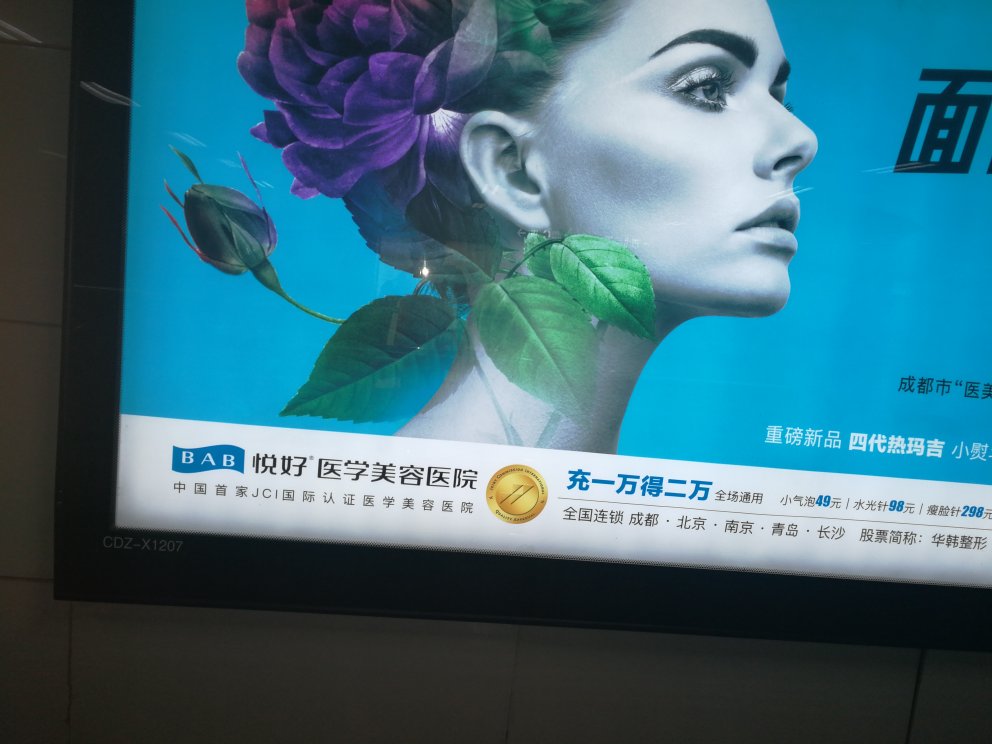 面
成都市“医美
重磅新品 四代热玛吉 小熨
BAB 悦好® 医学美容医院
中国首家JCI国际认证医学美容医院
充一万得二万 全场通用 小气泡49元 | 水光针98元 | 瘦脸针298元
全国连锁 成都 · 北京 · 南京 · 青岛 · 长沙 股票简称：华韩整形
CDZ-X1207